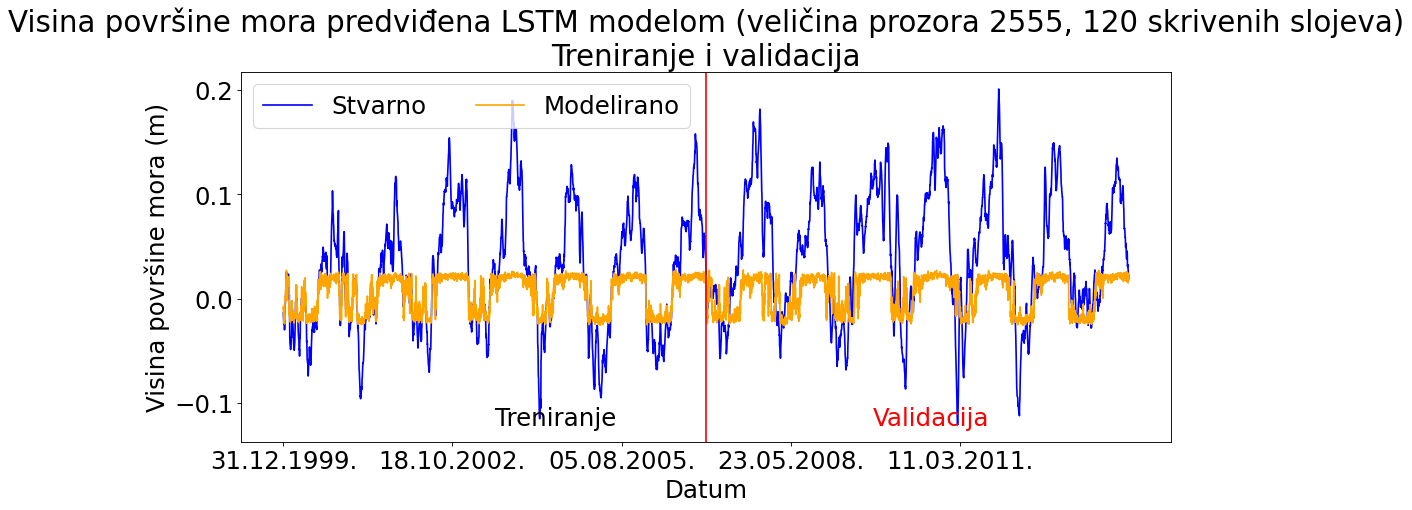 Visina površine mora predviđena LSTM modelom (veličina prozora 2555, 120 skrivenih slojeva)
Treniranje i validacija
Stvarno
Modelirano
Visina površine mora (m)
0.2
0.1
0.0
−0.1
Treniranje
Validacija
31.12.1999.
18.10.2002.
05.08.2005.
23.05.2008.
11.03.2011.
Datum